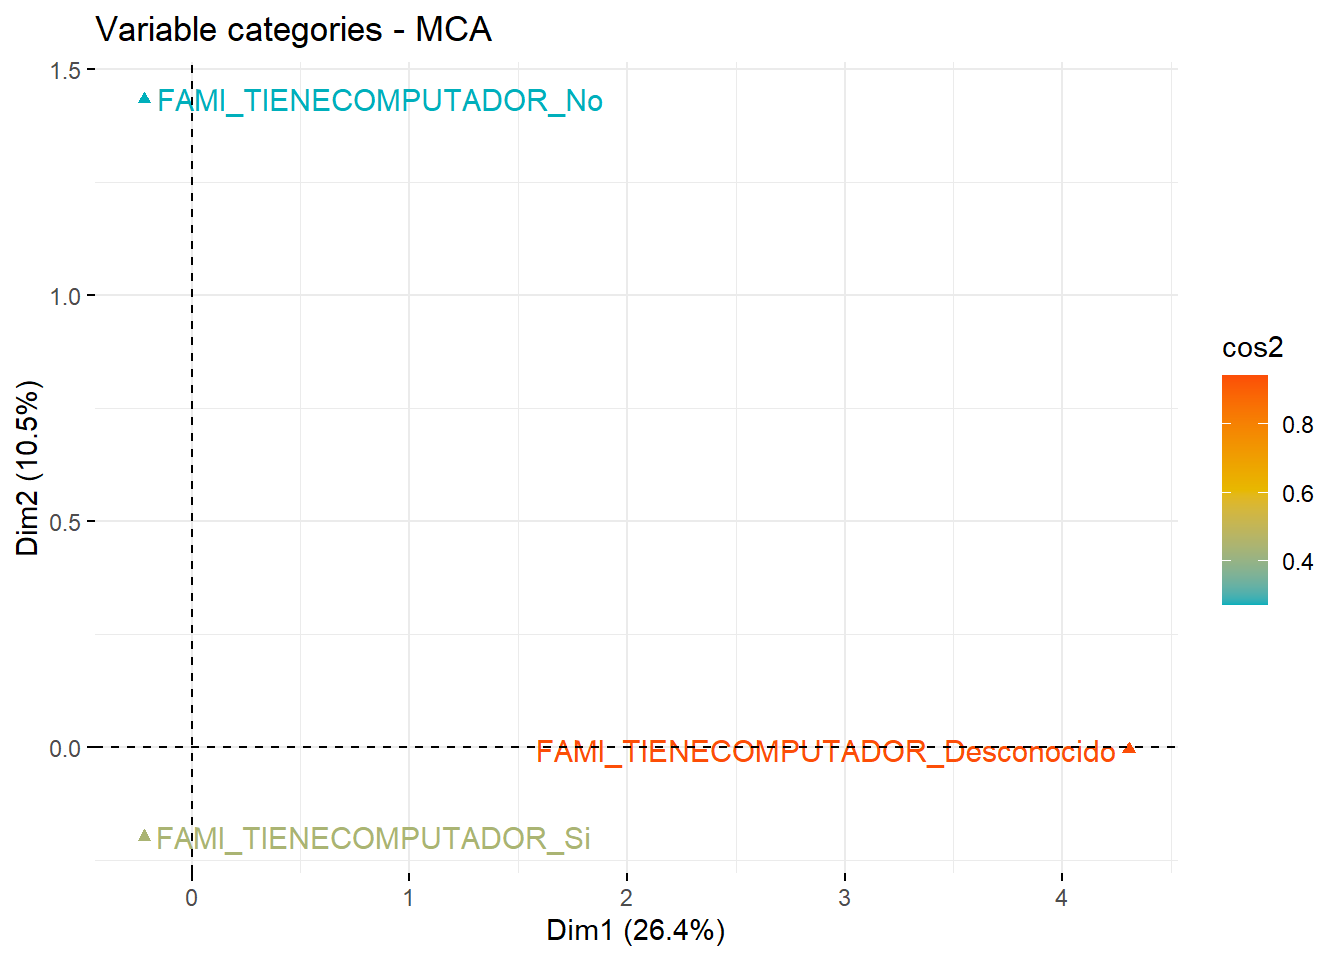 Variable categories - MCA
1.5
FAMI_TIENECOMPUTADOR_No
1.0
0.5
0.0
FAMI_TIENECOMPUTADOR_Desconocido
FAMI_TIENECOMPUTADOR_Si
0
1
2
3
4
Dim1 (26.4%)
Dim2 (10.5%)
cos2
0.8
0.6
0.4